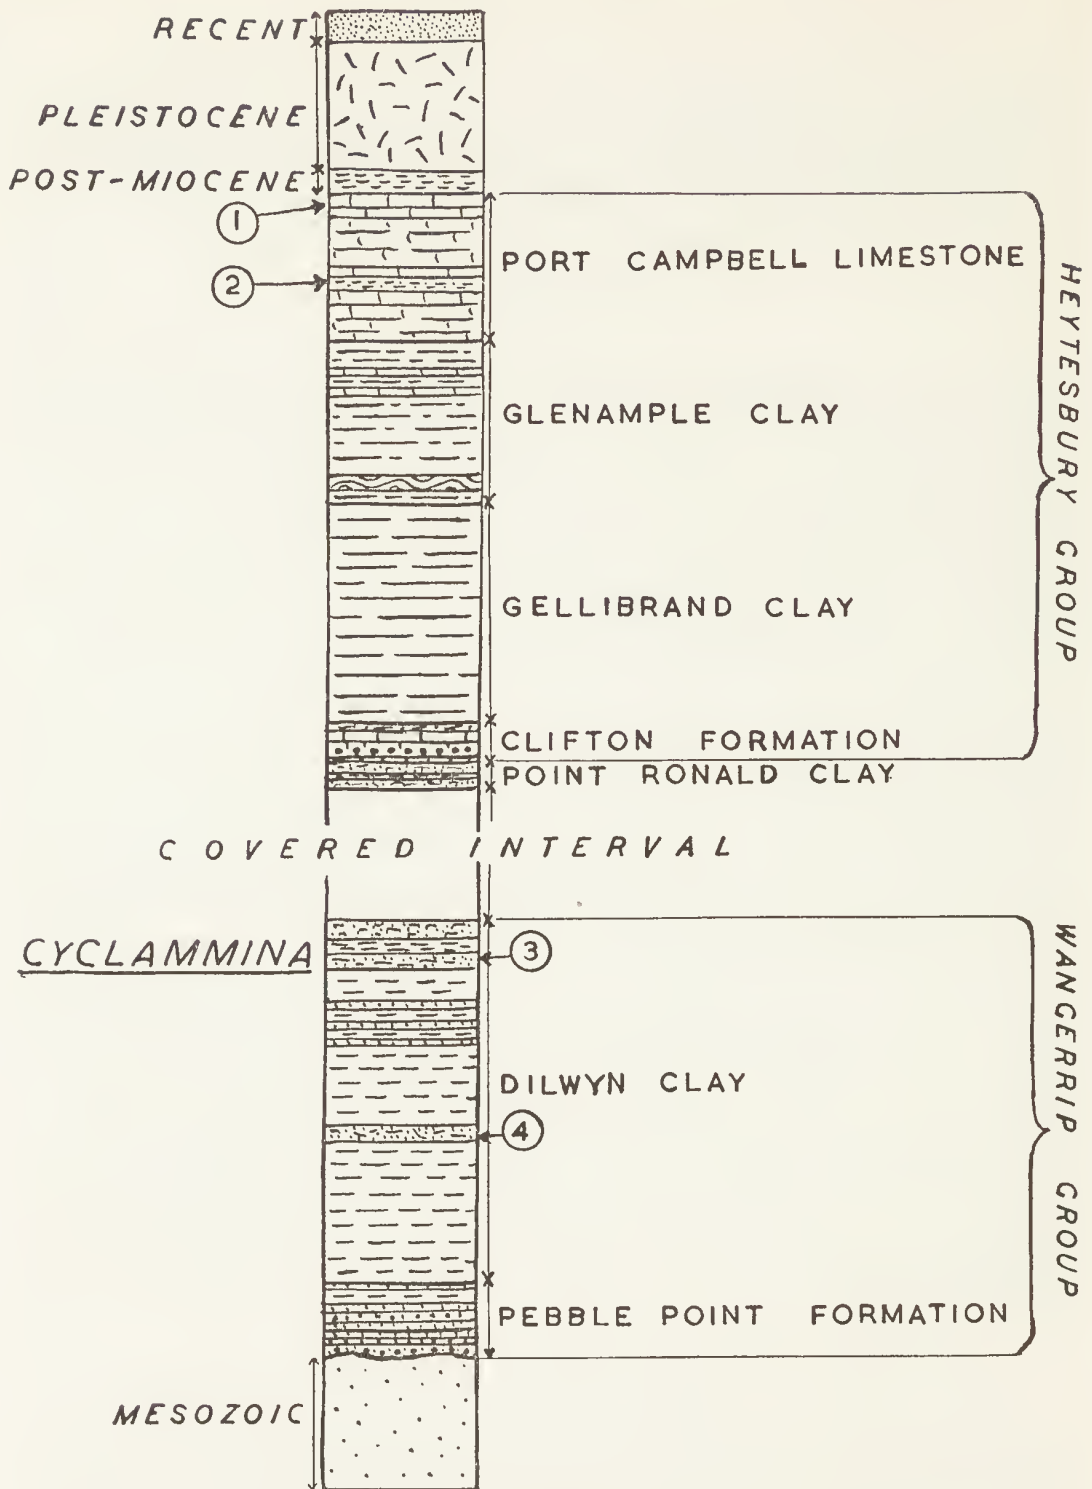 RECENT
PLEISTOCENE
POST-MIOCENE
1
PORT CAMPBELL LIMESTONE
2
GLENAMPLE CLAY
HEYTESBURY GROUP
GELLIBRAND CLAY
CLIFTON FORMATION
POINT RONALD CLAY
COVERED INTERVAL
CYCLAMMINA
3
DILWYN CLAY
4
WANGERRIP GROUP
PEBBLE POINT FORMATION
MESOZOIC